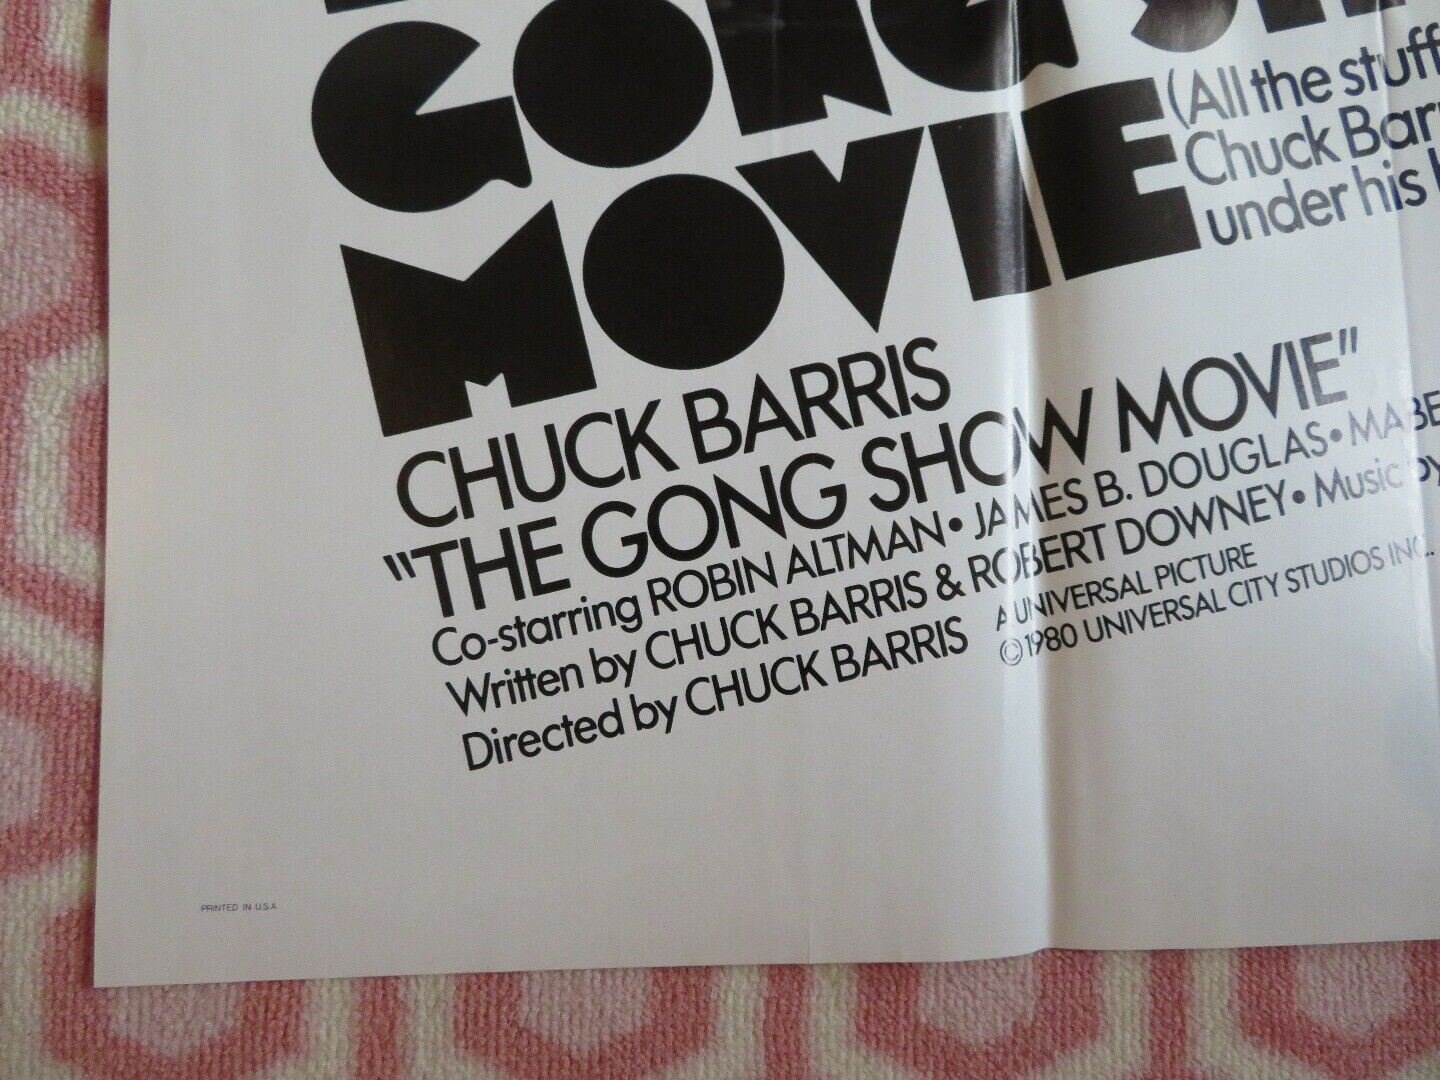 GONG
MOVIE
(All the stuff
Chuck
under his
CHUCK BARRIS
"THE GONG SHOW MOVIE"
Co-starring ROBIN ALTMAN • JAMES B. DOUGLAS •
Written by CHUCK BARRIS & ROBERT DOWNEY • Music by
Directed by CHUCK BARRIS
A UNIVERSAL PICTURE
© 1980 UNIVERSAL CITY STUDIOS INC.
PRINTED IN U.S.A